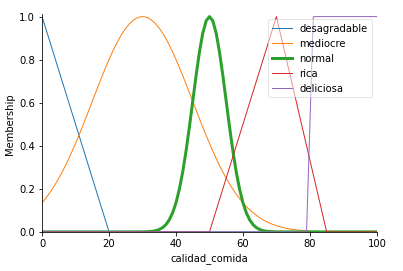 1.0
0.8
0.6
0.4
0.2
0.0
Membership
0 20 40 60 80 100
calidad_comida
desagradable
mediocre
normal
rica
deliciosa